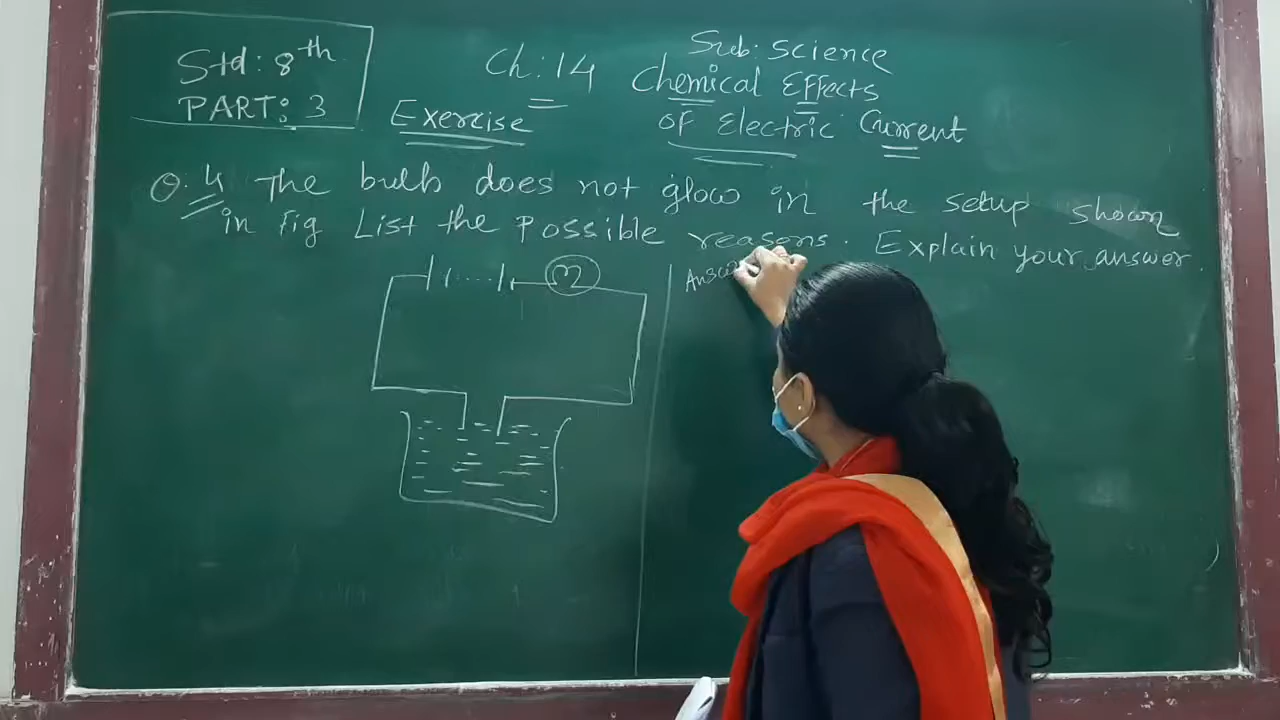 Std: 8th
PART: 3
Ch: 14
Sub: Science
Chemical Effects
OF Electric Current
Exercise
Q. 4 The bulb does not glow in the setup shown
in Fig List the possible reasons. Explain your answer.